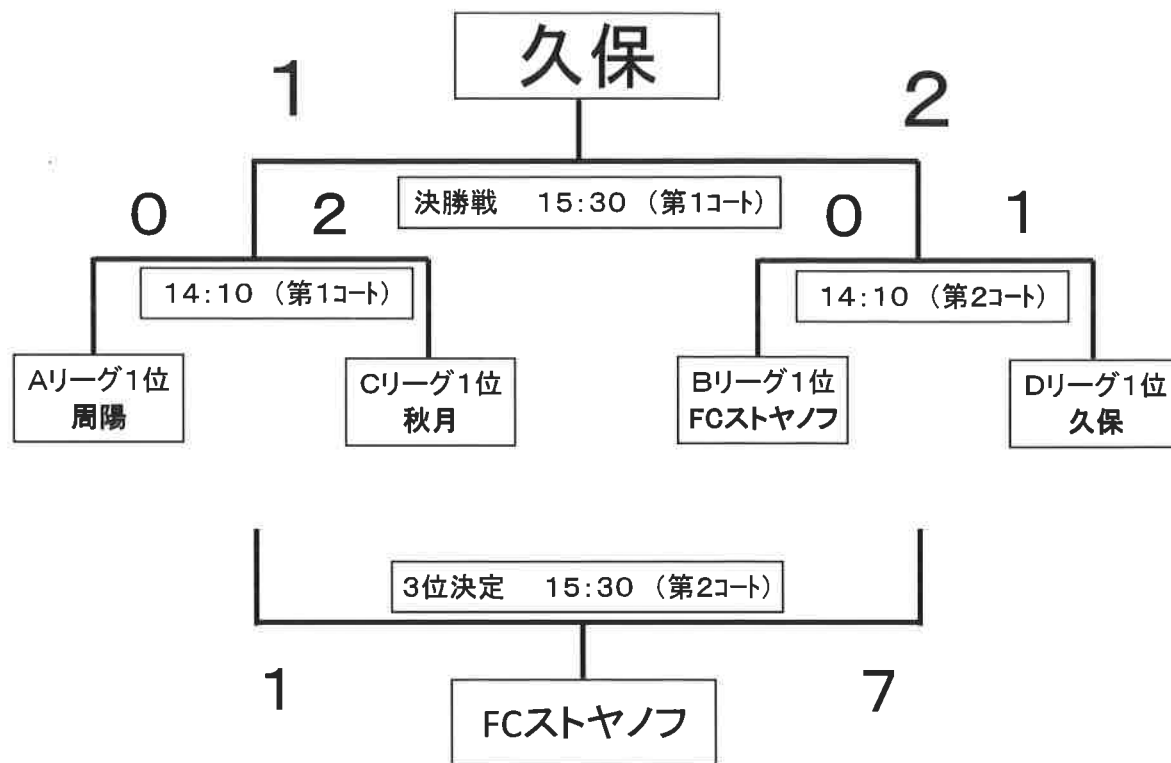 久保
1
2
決勝戦　15:30 (第1コート)
0
2
0
1
14:10 (第1コート)
14:10 (第2コート)
Aリーグ1位
周陽
Cリーグ1位
秋月
Bリーグ1位
FCストヤノフ
Dリーグ1位
久保
3位決定　15:30 (第2コート)
1
7
FCストヤノフ